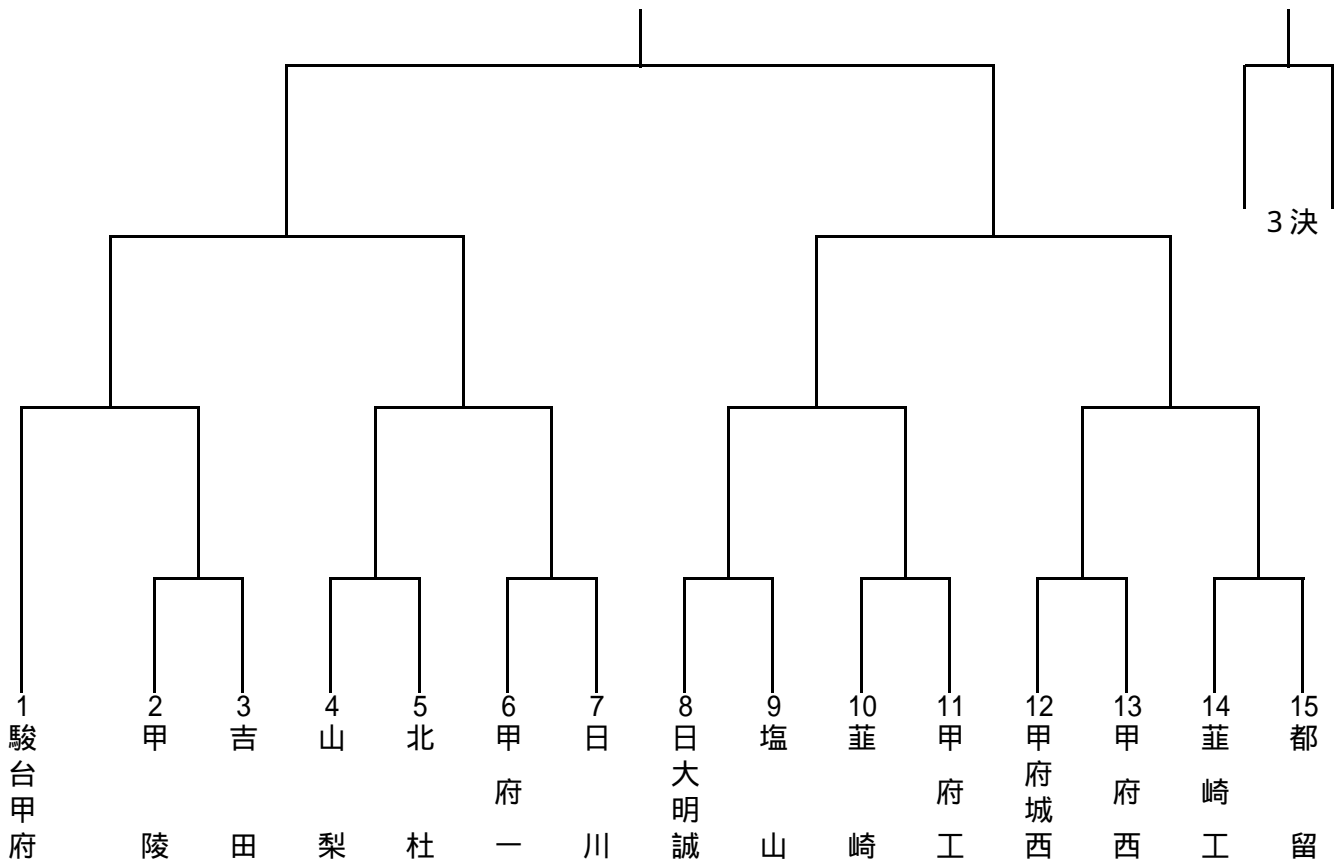 3決
1
駿台甲府
2
甲陵
3
吉田
4
山梨
5
北杜
6
甲府一
7
日川
8
日大明誠
9
塩山
10
韮崎
11
甲府工
12
甲府城西
13
甲府西
14
韮崎工
15
都留